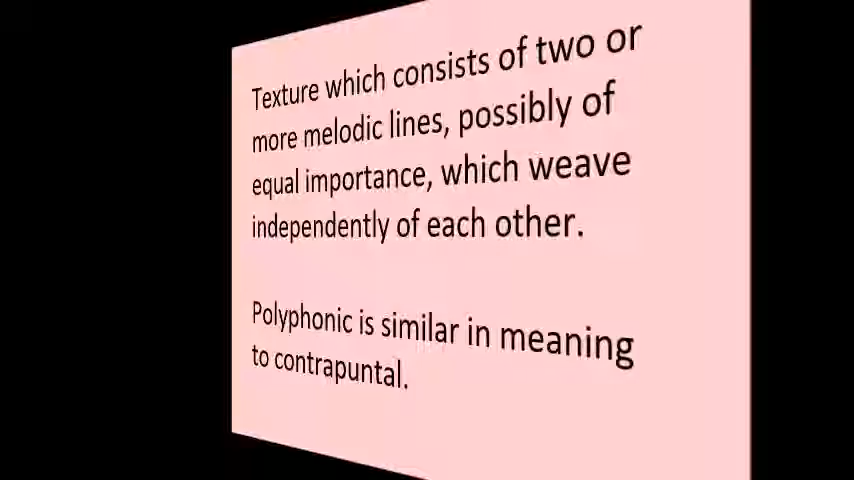 Texture which consists of two or
more melodic lines, possibly of
equal importance, which weave
independently of each other.
Polyphonic is similar in meaning
to contrapuntal.